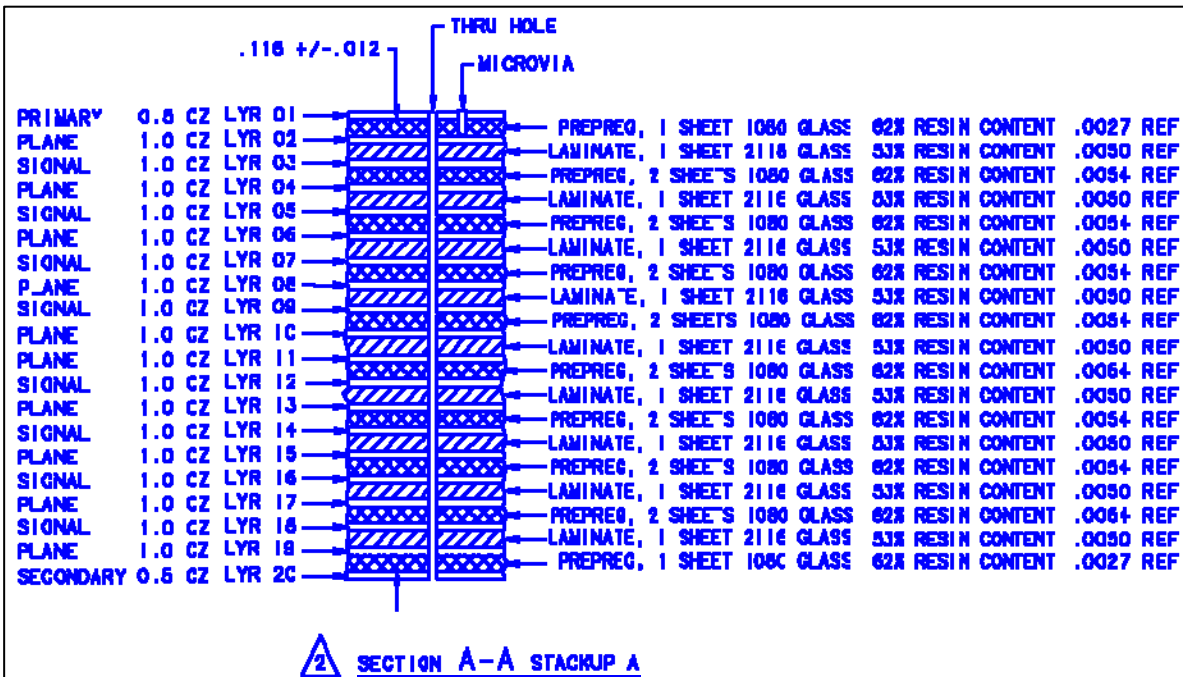 THRU HOLE
.116 +/-.012
MICROVIA
PRIMARY 0.5 OZ LYR 01
PLANE 1.0 OZ LYR 02
SIGNAL 1.0 OZ LYR 03
PLANE 1.0 OZ LYR 04
SIGNAL 1.0 OZ LYR 05
PLANE 1.0 OZ LYR 06
SIGNAL 1.0 OZ LYR 07
PLANE 1.0 OZ LYR 08
SIGNAL 1.0 OZ LYR 09
PLANE 1.0 OZ LYR 10
PLANE 1.0 OZ LYR 11
SIGNAL 1.0 OZ LYR 12
PLANE 1.0 OZ LYR 13
SIGNAL 1.0 OZ LYR 14
PLANE 1.0 OZ LYR 15
SIGNAL 1.0 OZ LYR 16
PLANE 1.0 OZ LYR 17
SIGNAL 1.0 OZ LYR 18
PLANE 1.0 OZ LYR 19
SECONDARY 0.5 OZ LYR 20
PREPREG, 1 SHEET 1080 GLASS 62% RESIN CONTENT .0027 REF
LAMINATE, 1 SHEET 2116 GLASS 53% RESIN CONTENT .0050 REF
PREPREG, 2 SHEETS 1080 GLASS 62% RESIN CONTENT .0054 REF
LAMINATE, 1 SHEET 2116 GLASS 53% RESIN CONTENT .0050 REF
PREPREG, 2 SHEETS 1080 GLASS 62% RESIN CONTENT .0054 REF
LAMINATE, 1 SHEET 2116 GLASS 53% RESIN CONTENT .0050 REF
PREPREG, 2 SHEETS 1080 GLASS 62% RESIN CONTENT .0054 REF
LAMINATE, 1 SHEET 2116 GLASS 53% RESIN CONTENT .0050 REF
PREPREG, 2 SHEETS 1080 GLASS 62% RESIN CONTENT .0054 REF
LAMINATE, 1 SHEET 2116 GLASS 53% RESIN CONTENT .0050 REF
PREPREG, 2 SHEETS 1080 GLASS 62% RESIN CONTENT .0054 REF
LAMINATE, 1 SHEET 2116 GLASS 53% RESIN CONTENT .0050 REF
PREPREG, 2 SHEETS 1080 GLASS 62% RESIN CONTENT .0054 REF
LAMINATE, 1 SHEET 2116 GLASS 53% RESIN CONTENT .0050 REF
PREPREG, 2 SHEETS 1080 GLASS 62% RESIN CONTENT .0054 REF
LAMINATE, 1 SHEET 2116 GLASS 53% RESIN CONTENT .0050 REF
PREPREG, 2 SHEETS 1080 GLASS 62% RESIN CONTENT .0054 REF
LAMINATE, 1 SHEET 2116 GLASS 53% RESIN CONTENT .0050 REF
PREPREG, 1 SHEET 1080 GLASS 62% RESIN CONTENT .0027 REF
2 SECTION A-A STACKUP A